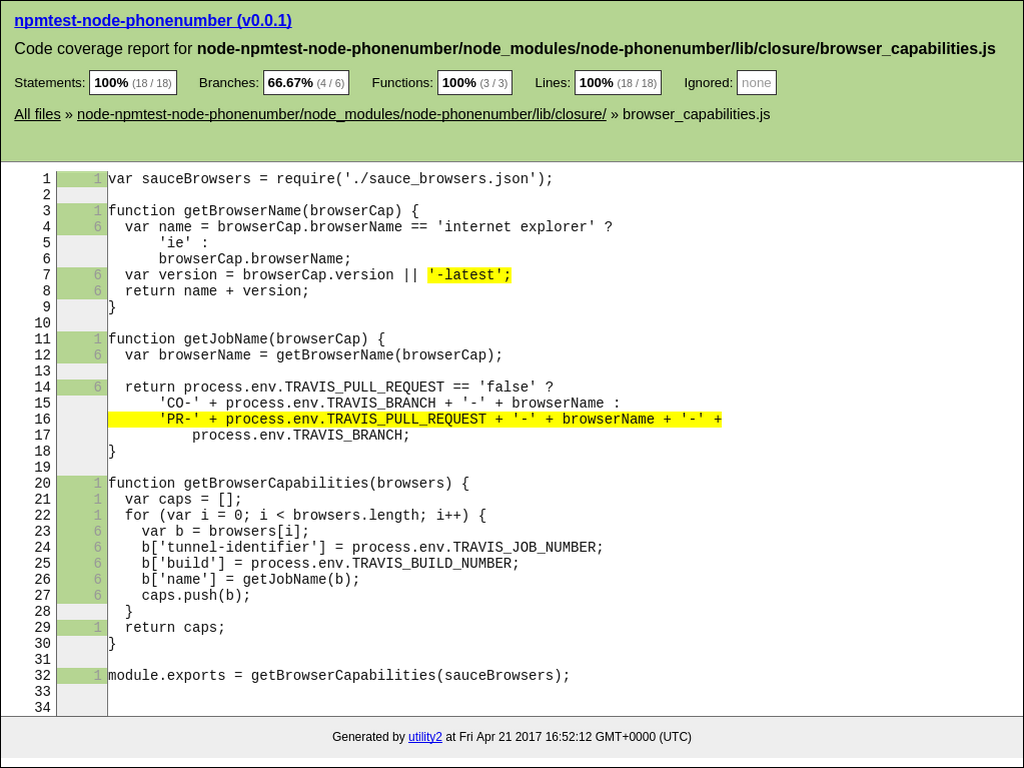 npmtest-node-phonenumber (v0.0.1)
Code coverage report for node-npmtest-node-phonenumber/node_modules/node-phonenumber/lib/closure/browser_capabilities.js
Statements: 100% (18 / 18) Branches: 66.67% (4 / 6) Functions: 100% (3 / 3) Lines: 100% (18 / 18) Ignored: none
All files » node-npmtest-node-phonenumber/node_modules/node-phonenumber/lib/closure/ » browser_capabilities.js
1 1 var sauceBrowsers = require('./sauce_browsers.json');
2
3 1 function getBrowserName(browserCap) {
4 6   var name = browserCap.browserName == 'internet explorer' ?
5       'ie' :
6       browserCap.browserName;
7 6   var version = browserCap.version || '-latest';
8 6   return name + version;
9 }
10
11 1 function getJobName(browserCap) {
12 6   var browserName = getBrowserName(browserCap);
13
14 6   return process.env.TRAVIS_PULL_REQUEST == 'false' ?
15       'CO-' + process.env.TRAVIS_BRANCH + '-' + browserName :
16       'PR-' + process.env.TRAVIS_PULL_REQUEST + '-' + browserName + '-' +
17           process.env.TRAVIS_BRANCH;
18 }
19
20 1 function getBrowserCapabilities(browsers) {
21 1   var caps = [];
22 1   for (var i = 0; i < browsers.length; i++) {
23 6     var b = browsers[i];
24 6     b['tunnel-identifier'] = process.env.TRAVIS_JOB_NUMBER;
25 6     b['build'] = process.env.TRAVIS_BUILD_NUMBER;
26 6     b['name'] = getJobName(b);
27 6     caps.push(b);
28   }
29 1   return caps;
30 }
31
32 1 module.exports = getBrowserCapabilities(sauceBrowsers);
33
34
Generated by utility2 at Fri Apr 21 2017 16:52:12 GMT+0000 (UTC)